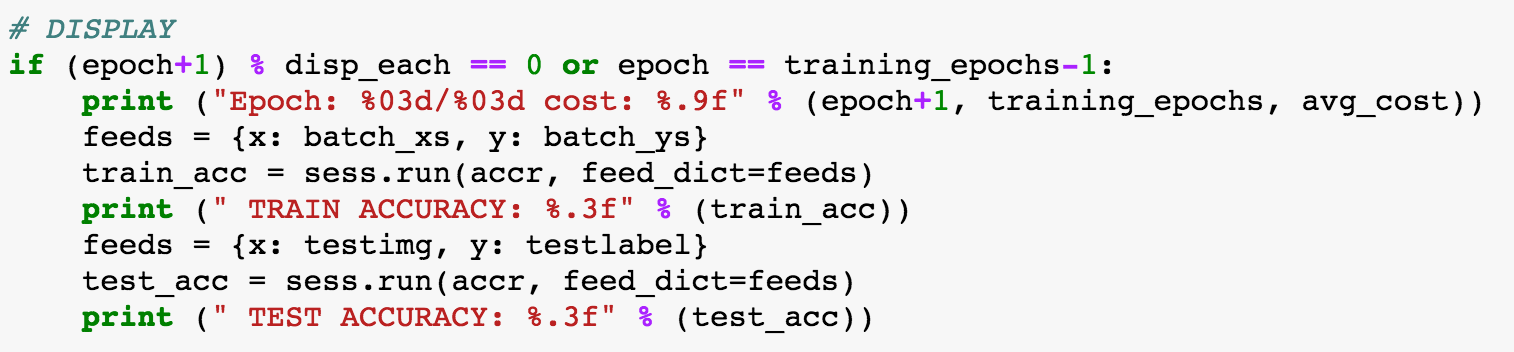 # DISPLAY
if (epoch+1) % disp_each == 0 or epoch == training_epochs-1:
    print ("Epoch: %03d/%03d cost: %.9f" % (epoch+1, training_epochs, avg_cost))
    feeds = {x: batch_xs, y: batch_ys}
    train_acc = sess.run(accr, feed_dict=feeds)
    print (" TRAIN ACCURACY: %.3f" % (train_acc))
    feeds = {x: testimg, y: testlabel}
    test_acc = sess.run(accr, feed_dict=feeds)
    print (" TEST ACCURACY: %.3f" % (test_acc))